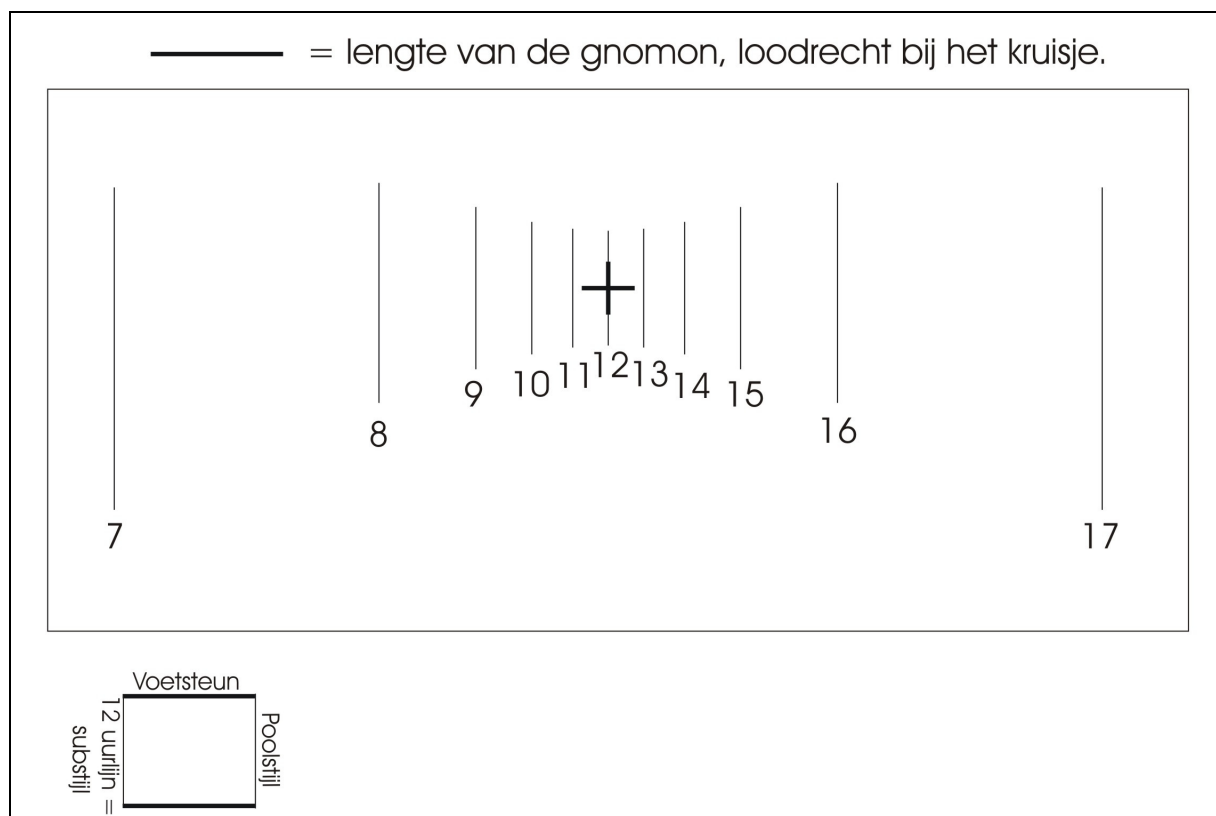 = lengte van de gnomon, loodrecht bij het kruisje.
7
8
9
10
11
12
13
14
15
16
17
Voetsteun
12 uurlijn =
substijl
Poolstijl